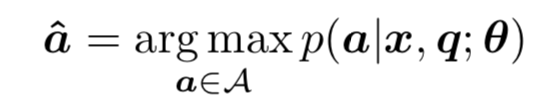 â = arg max p(a|x, q; θ)
a∈𝒜